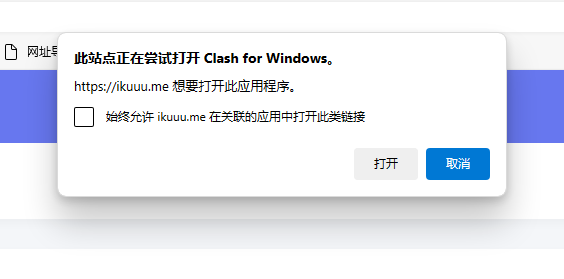 网址导
此站点正在尝试打开 Clash for Windows。
https://ikuuu.me 想要打开此应用程序。
始终允许 ikuuu.me 在关联的应用中打开此类链接
打开
取消